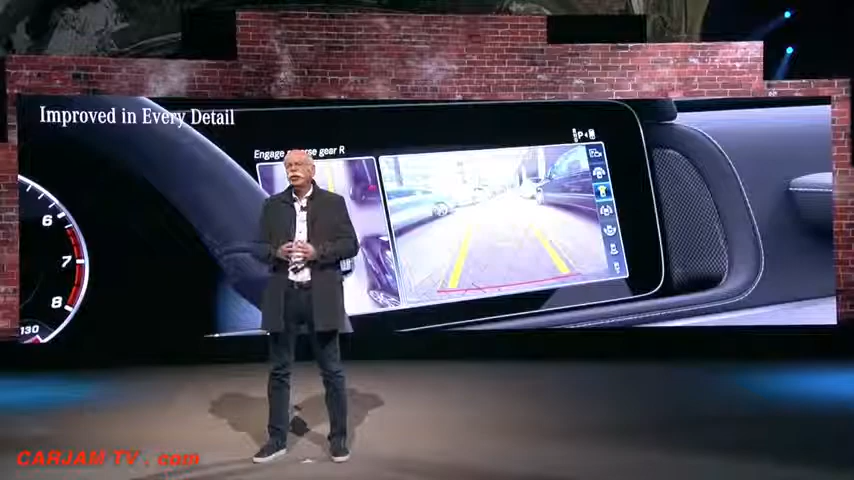 Improved in Every Detail
Engage reverse gear R
P
6
7
8
130
CARJAM TV . com